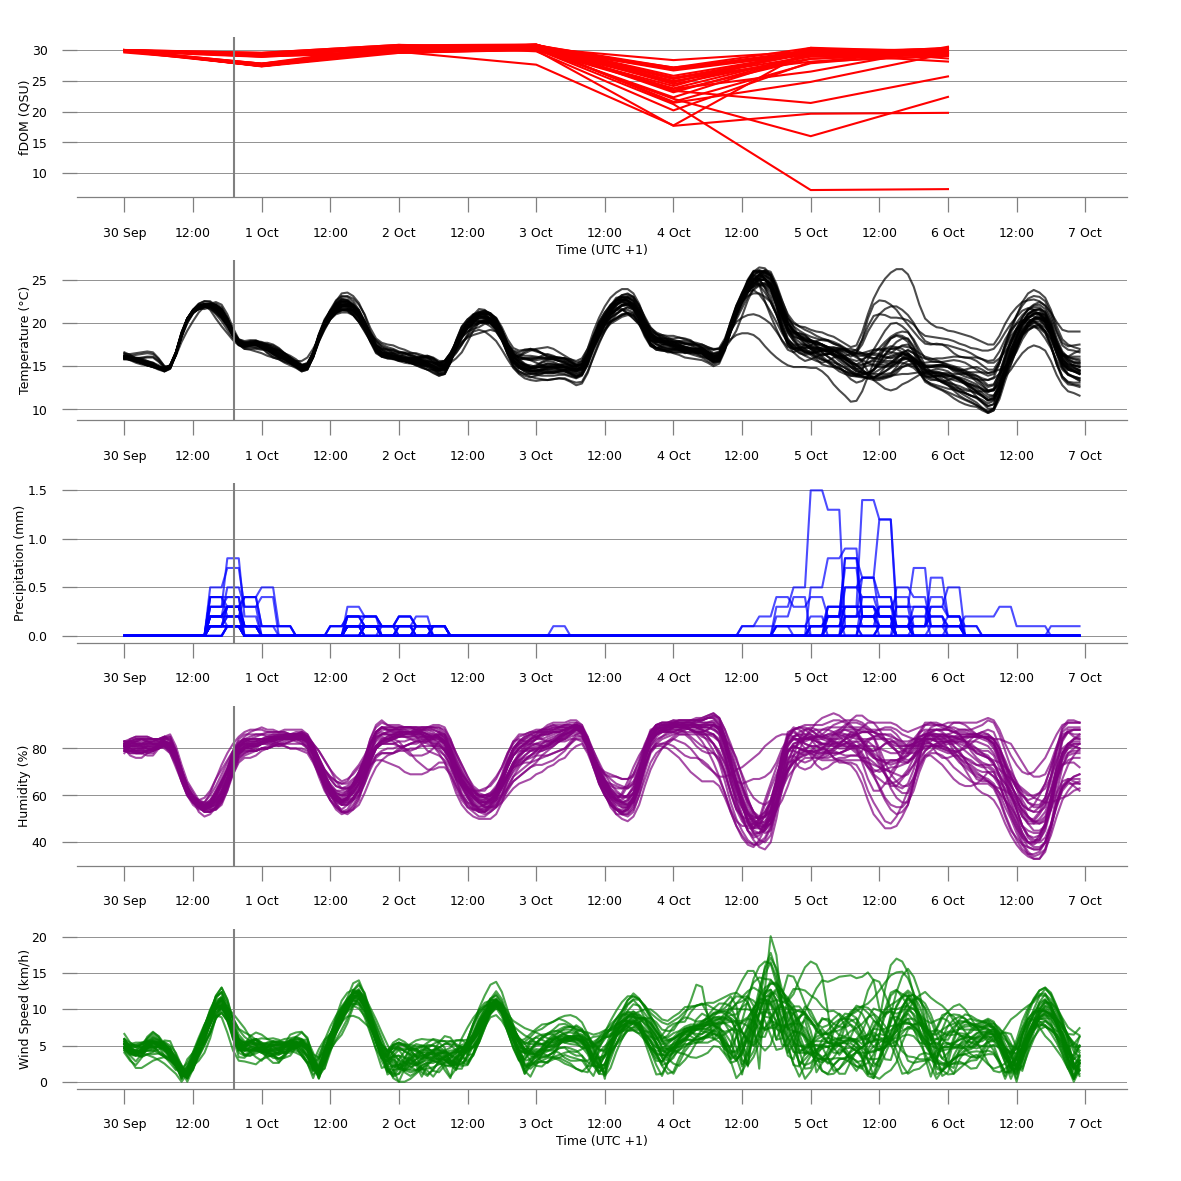 30
25
20
15
10
fDOM (QSU)
30 Sep 12:00 1 Oct 12:00 2 Oct 12:00 3 Oct 12:00 4 Oct 12:00 5 Oct 12:00 6 Oct 12:00 7 Oct
Time (UTC +1)
25
20
15
10
Temperature (°C)
30 Sep 12:00 1 Oct 12:00 2 Oct 12:00 3 Oct 12:00 4 Oct 12:00 5 Oct 12:00 6 Oct 12:00 7 Oct
1.5
1.0
0.5
0.0
Precipitation (mm)
30 Sep 12:00 1 Oct 12:00 2 Oct 12:00 3 Oct 12:00 4 Oct 12:00 5 Oct 12:00 6 Oct 12:00 7 Oct
80
60
40
Humidity (%)
30 Sep 12:00 1 Oct 12:00 2 Oct 12:00 3 Oct 12:00 4 Oct 12:00 5 Oct 12:00 6 Oct 12:00 7 Oct
20
15
10
5
0
Wind Speed (km/h)
30 Sep 12:00 1 Oct 12:00 2 Oct 12:00 3 Oct 12:00 4 Oct 12:00 5 Oct 12:00 6 Oct 12:00 7 Oct
Time (UTC +1)